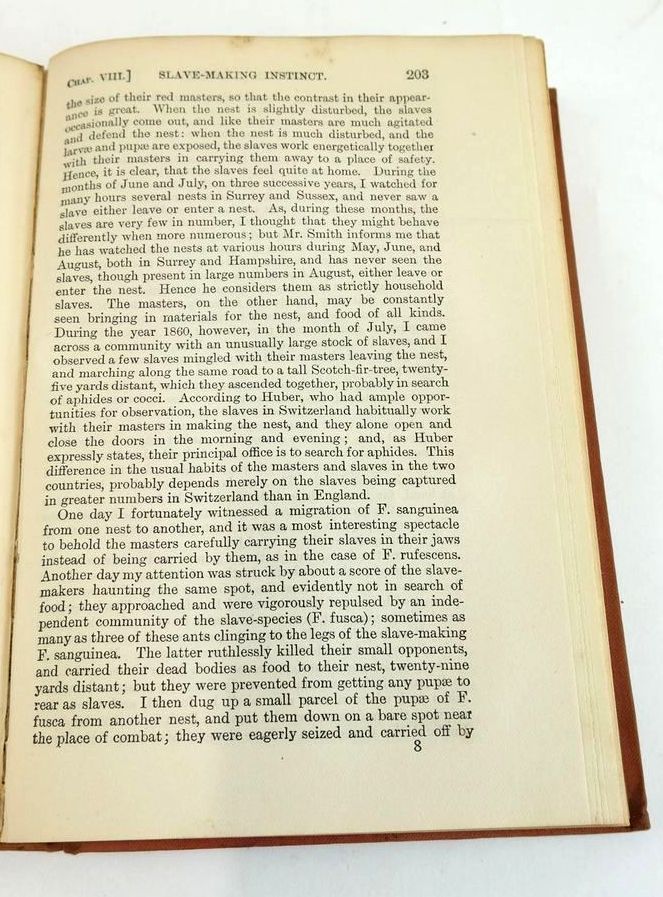 CHAP. VIII.] SLAVE-MAKING INSTINCT. 203
the size of their red masters, so that the contrast in their appear-
ance is great. When the nest is slightly disturbed, the slaves
occasionally come out, and like their masters are much agitated
and defend the nest: when the nest is much disturbed, and the
larvæ and pupæ are exposed, the slaves work energetically together
with their masters in carrying them away to a place of safety.
Hence, it is clear, that the slaves feel quite at home. During the
months of June and July, on three successive years, I watched for
many hours several nests in Surrey and Sussex, and never saw a
slave either leave or enter a nest. As, during these months, the
slaves are very few in number, I thought that they might behave
differently when more numerous; but Mr. Smith informs me that
he has watched the nests at various hours during May, June, and
August, both in Surrey and Hampshire, and has never seen the
slaves, though present in large numbers in August, either leave or
enter the nest. Hence he considers them as strictly household
slaves. The masters, on the other hand, may be constantly
seen bringing in materials for the nest, and food of all kinds.
During the year 1860, however, in the month of July, I came
across a community with an unusually large stock of slaves, and I
observed a few slaves mingled with their masters leaving the nest,
and marching along the same road to a tall Scotch-fir-tree, twenty-
five yards distant, which they ascended together, probably in search
of aphides or cocci. According to Huber, who had ample oppor-
tunities for observation, the slaves in Switzerland habitually work
with their masters in making the nest, and they alone open and
close the doors in the morning and evening; and, as Huber
expressly states, their principal office is to search for aphides. This
difference in the usual habits of the masters and slaves in the two
countries, probably depends merely on the slaves being captured
in greater numbers in Switzerland than in England.
One day I fortunately witnessed a migration of F. sanguinea
from one nest to another, and it was a most interesting spectacle
to behold the masters carefully carrying their slaves in their jaws
instead of being carried by them, as in the case of F. rufescens.
Another day my attention was struck by about a score of the slave-
makers haunting the same spot, and evidently not in search of
food; they approached and were vigorously repulsed by an inde-
pendent community of the slave-species (F. fusca); sometimes as
many as three of these ants clinging to the legs of the slave-making
F. sanguinea. The latter ruthlessly killed their small opponents,
and carried their dead bodies as food to their nest, twenty-nine
yards distant; but they were prevented from getting any pupæ to
rear as slaves. I then dug up a small parcel of the pupæ of F.
fusca from another nest, and put them down on a bare spot near
the place of combat; they were eagerly seized and carried off by
8